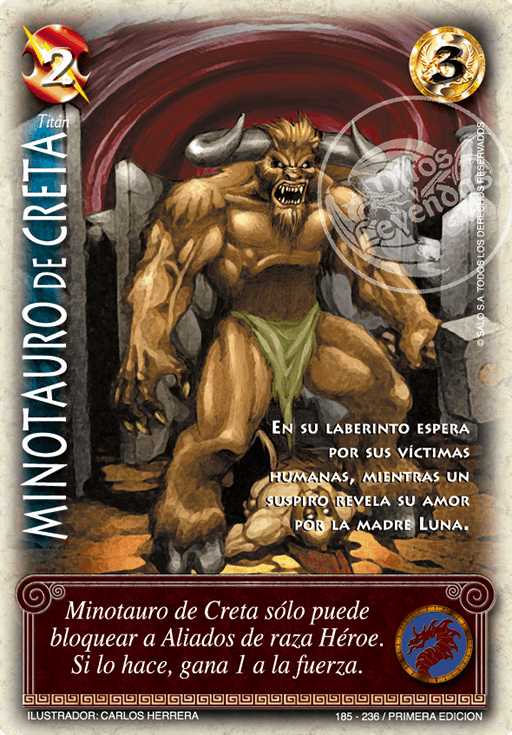 2
3
Titán
MINOTAURO DE CRETA
mitos
y
leyendas
© SALO S.A. TODOS LOS DERECHOS RESERVADOS
EN SU LABERINTO ESPERA
POR SUS VÍCTIMAS
HUMANAS, MIENTRAS UN
SUSPIRO REVELA SU AMOR
POR LA MADRE LUNA.
Minotauro de Creta sólo puede
bloquear a Aliados de raza Héroe.
Si lo hace, gana 1 a la fuerza.
ILUSTRADOR: CARLOS HERRERA
185 - 236 / PRIMERA EDICION